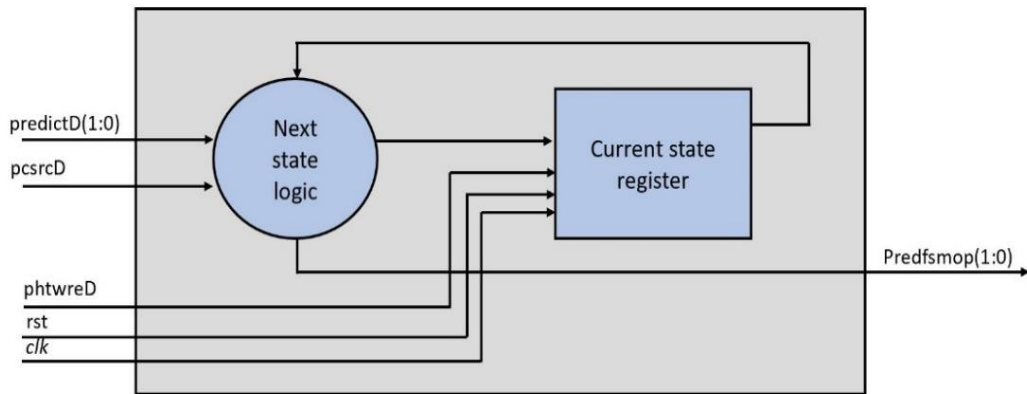 predictD(1:0)
pcsrcD
Next
state
logic
Current state
register
Predfsmop(1:0)
phtwreD
rst
clk